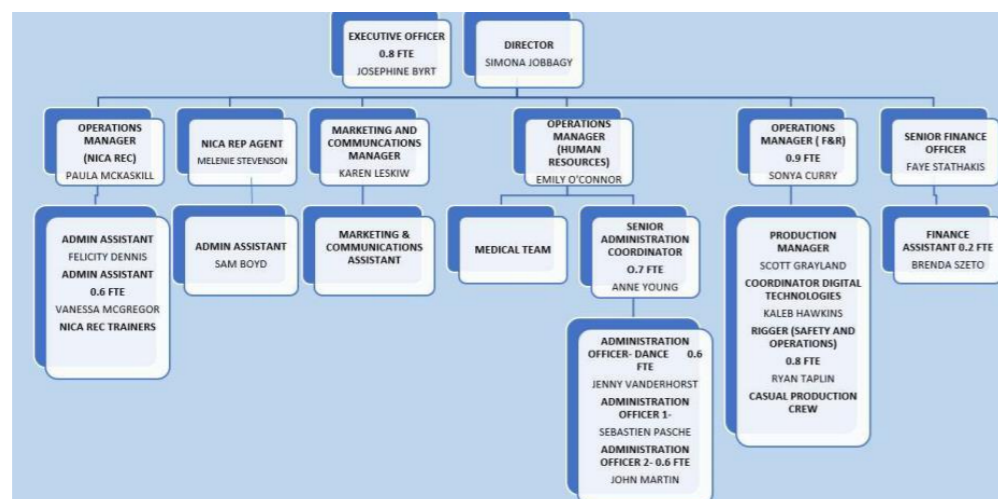 EXECUTIVE OFFICER
0.8 FTE
JOSEPHINE BYRT
DIRECTOR
SIMONA JOBBAGY
OPERATIONS
MANAGER
(NICA REC)
PAULA MCKASKILL
NICA REP AGENT
MELENIE STEVENSON
MARKETING AND
COMMUNCATIONS
MANAGER
KAREN LESKIW
OPERATIONS
MANAGER
(HUMAN
RESOURCES)
EMILY O'CONNOR
OPERATIONS
MANAGER ( F&R)
0.9 FTE
SONYA CURRY
SENIOR FINANCE
OFFICER
FAYE STATHAKIS
ADMIN ASSISTANT
FELICITY DENNIS
ADMIN ASSISTANT
0.6 FTE
VANESSA MCGREGOR
NICA REC TRAINERS
ADMIN ASSISTANT
SAM BOYD
MARKETING &
COMMUNICATIONS
ASSISTANT
MEDICAL TEAM
SENIOR
ADMINISTRATION
COORDINATOR
O.7 FTE
ANNE YOUNG
PRODUCTION
MANAGER
SCOTT GRAYLAND
COORDINATOR DIGITAL
TECHNOLOGIES
KALEB HAWKINS
RIGGER (SAFETY AND
OPERATIONS)
0.8 FTE
RYAN TAPLIN
CASUAL PRODUCTION
CREW
FINANCE
ASSISTANT 0.2 FTE
BRENDA SZETO
ADMINISTRATION
OFFICER- DANCE 0.6
FTE
JENNY VANDERHORST
ADMINISTRATION
OFFICER 1-
SEBASTIEN PASCHE
ADMINISTRATION
OFFICER 2- 0.6 FTE
JOHN MARTIN